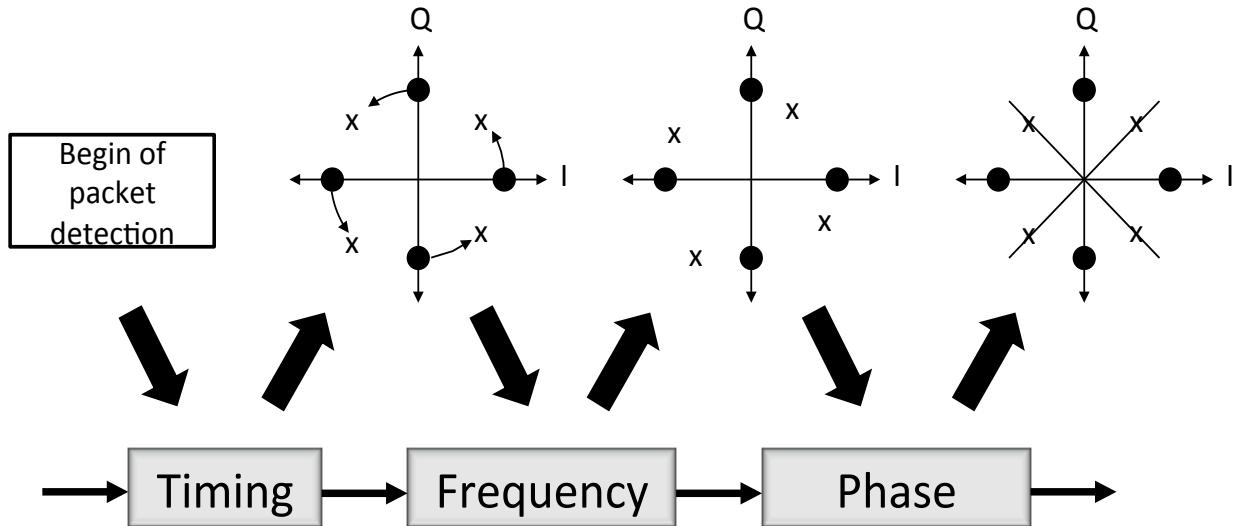 Q
Q
Q
Begin of
packet
detection
x
x
I
x
x
x
x
I
x
x
x
x
I
x
x
Timing
Frequency
Phase